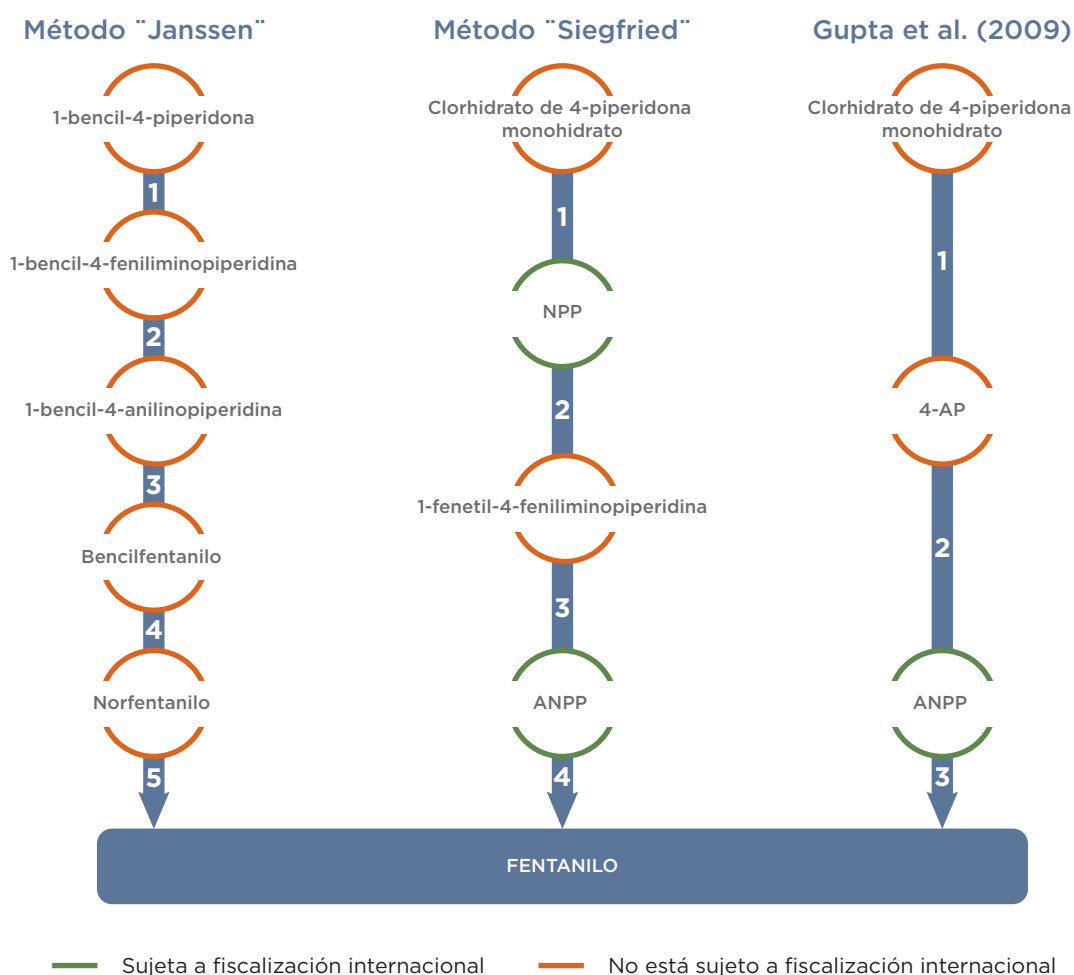 Método ¨Janssen¨
1-bencil-4-piperidona
1
1-bencil-4-feniliminopiperidina
2
1-bencil-4-anilinopiperidina
3
Bencilfentanilo
4
Norfentanilo
5
Método ¨Siegfried¨
Clorhidrato de 4-piperidona
monohidrato
1
NPP
2
1-fenetil-4-feniliminopiperidina
3
ANPP
4
Gupta et al. (2009)
Clorhidrato de 4-piperidona
monohidrato
1
4-AP
2
ANPP
3
FENTANILO
Sujeta a fiscalización internacional
No está sujeto a fiscalización internacional